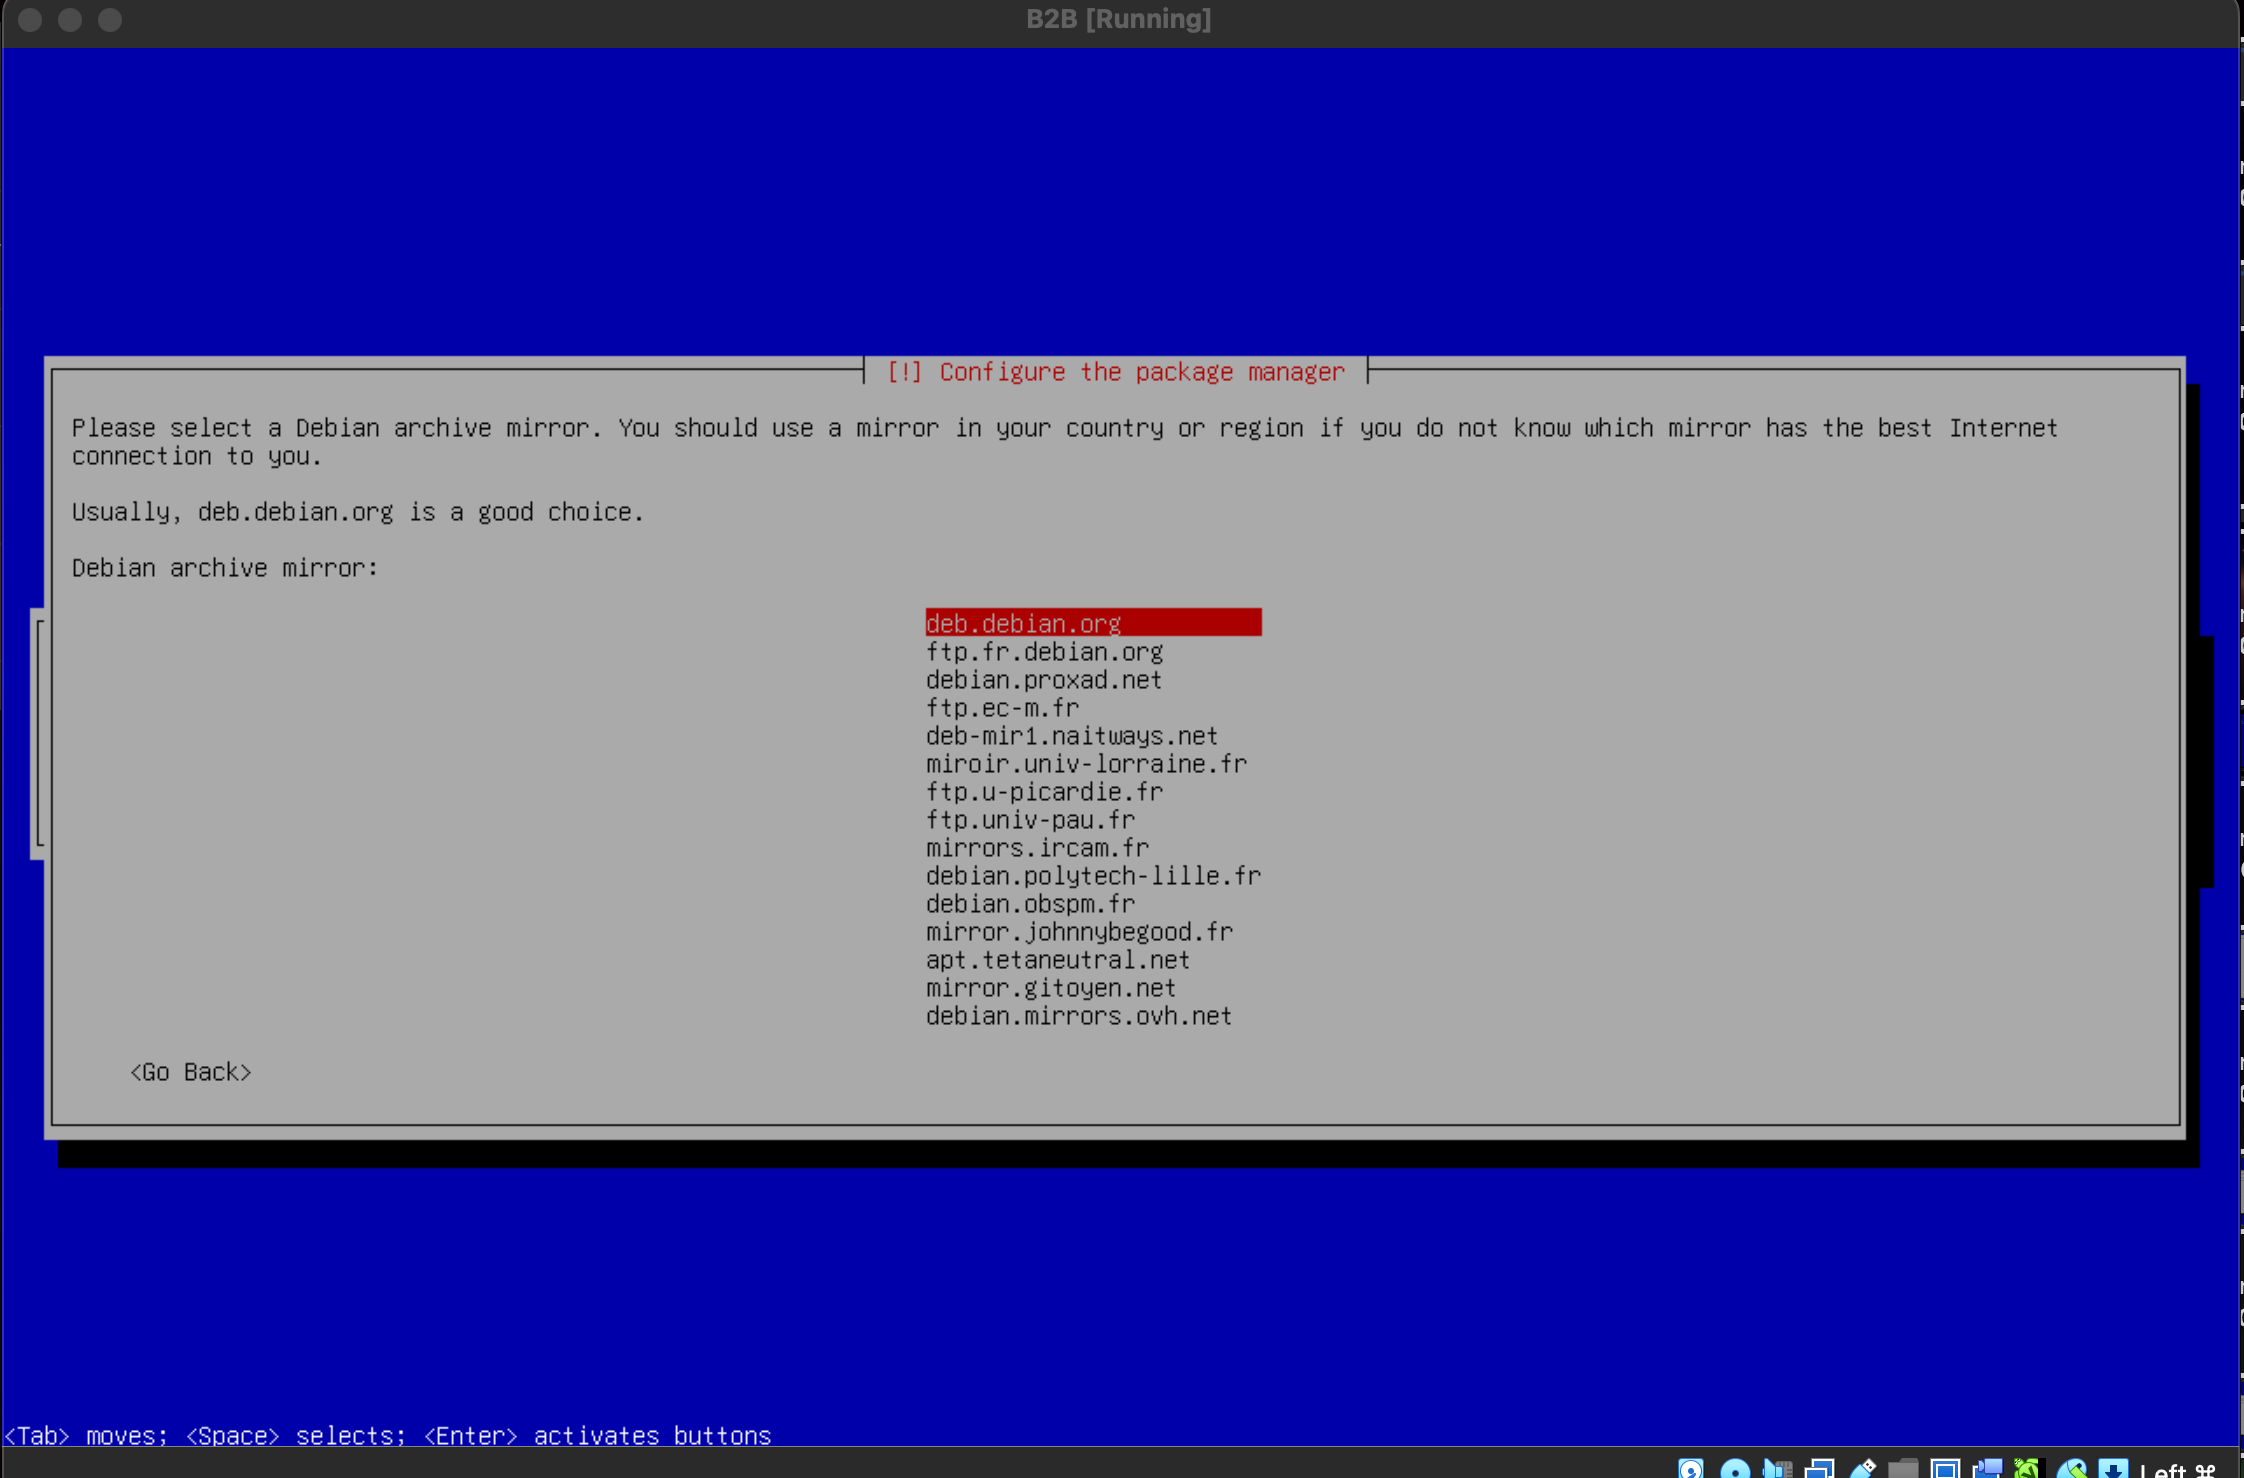 B2B [Running]
[!] Configure the package manager
Please select a Debian archive mirror. You should use a mirror in your country or region if you do not know which mirror has the best Internet
connection to you.
Usually, deb.debian.org is a good choice.
Debian archive mirror:
deb.debian.org
ftp.fr.debian.org
debian.proxad.net
ftp.ec-m.fr
deb-mir1.naitways.net
miroir.univ-lorraine.fr
ftp.u-picardie.fr
ftp.univ-pau.fr
mirrors.ircam.fr
debian.polytech-lille.fr
debian.obspm.fr
mirror.johnnybegood.fr
apt.tetaneutral.net
mirror.gitoyen.net
debian.mirrors.ovh.net
<Go Back>
<Tab> moves; <Space> selects; <Enter> activates buttons
Left ⌘